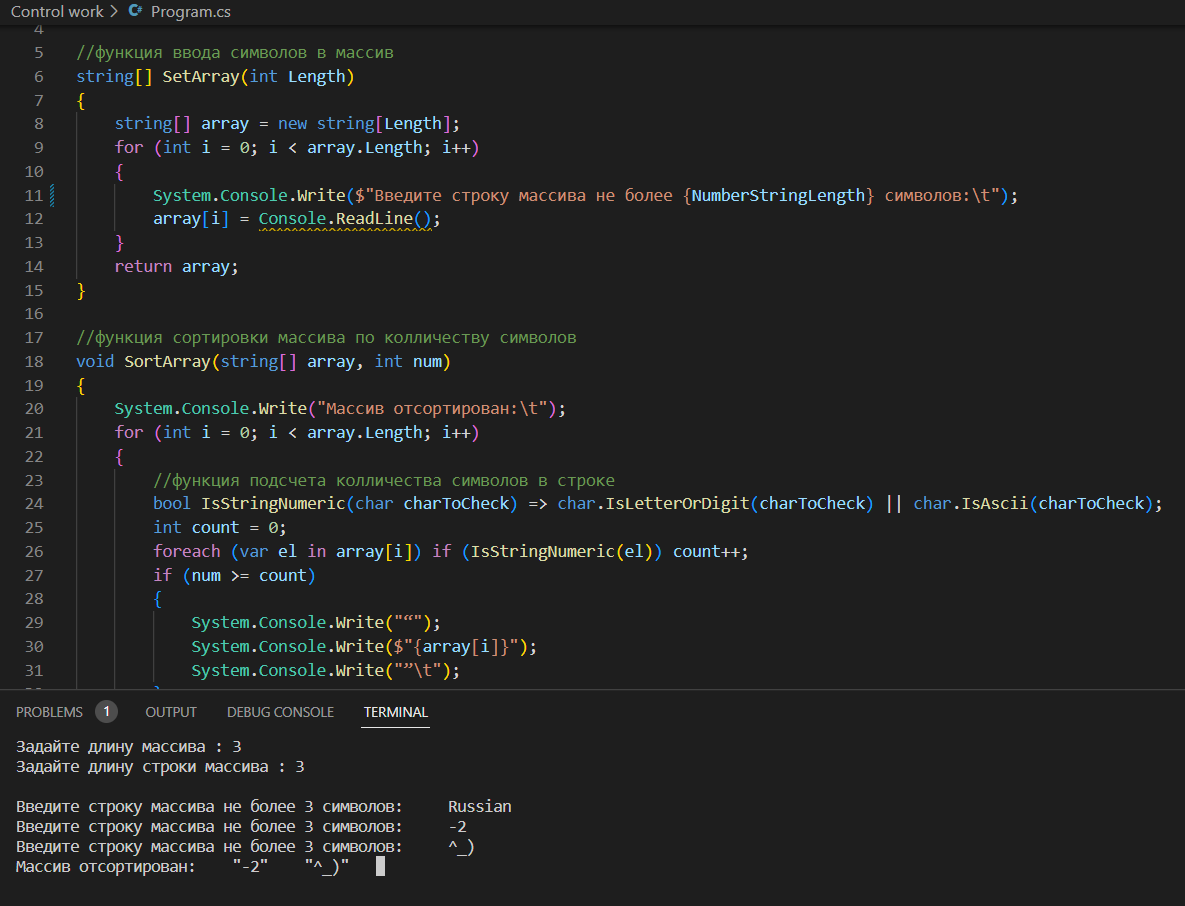 Control work > C# Program.cs
4
5 //функция ввода символов в массив
6 string[] SetArray(int Length)
7 {
8     string[] array = new string[Length];
9     for (int i = 0; i < array.Length; i++)
10     {
11         System.Console.Write($"Введите строку массива не более {NumberStringLength} символов:\t");
12         array[i] = Console.ReadLine();
13     }
14     return array;
15 }
16
17 //функция сортировки массива по колличеству символов
18 void SortArray(string[] array, int num)
19 {
20     System.Console.Write("Массив отсортирован:\t");
21     for (int i = 0; i < array.Length; i++)
22     {
23         //функция подсчета колличества символов в строке
24         bool IsStringNumeric(char charToCheck) => char.IsLetterOrDigit(charToCheck) || char.IsAscii(charToCheck);
25         int count = 0;
26         foreach (var el in array[i]) if (IsStringNumeric(el)) count++;
27         if (num >= count)
28         {
29             System.Console.Write("“");
30             System.Console.Write($"{array[i]}");
31             System.Console.Write("”\t");
PROBLEMS 1 OUTPUT DEBUG CONSOLE TERMINAL
Задайте длину массива : 3
Задайте длину строки массива : 3
Введите строку массива не более 3 символов: Russian
Введите строку массива не более 3 символов: -2
Введите строку массива не более 3 символов: ^_)
Массив отсортирован: "-2" "^_)"